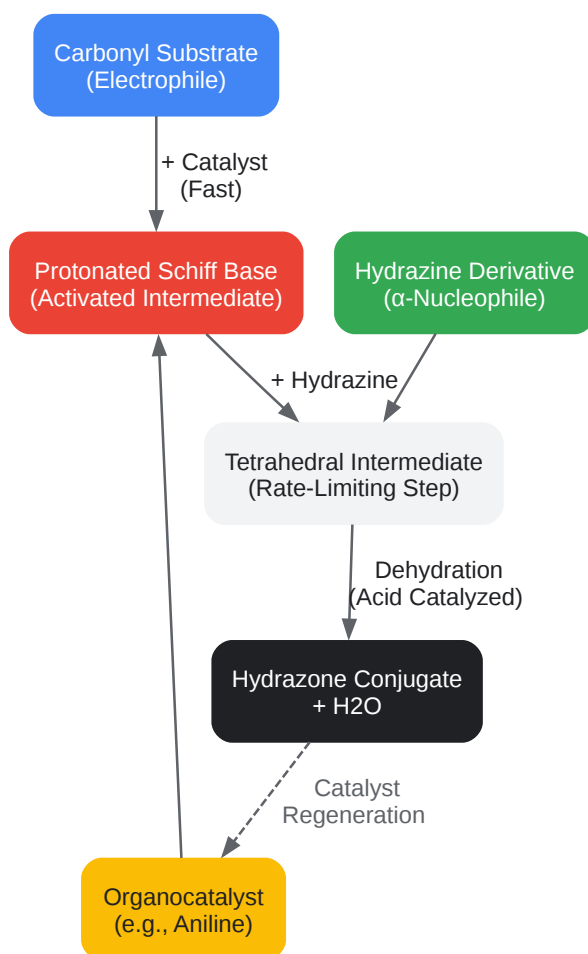 Carbonyl Substrate
(Electrophile)
+ Catalyst
(Fast)
Protonated Schiff Base
(Activated Intermediate)
Hydrazine Derivative
(α-Nucleophile)
+ Hydrazine
Tetrahedral Intermediate
(Rate-Limiting Step)
Dehydration
(Acid Catalyzed)
Hydrazone Conjugate
+ H2O
Catalyst
Regeneration
Organocatalyst
(e.g., Aniline)